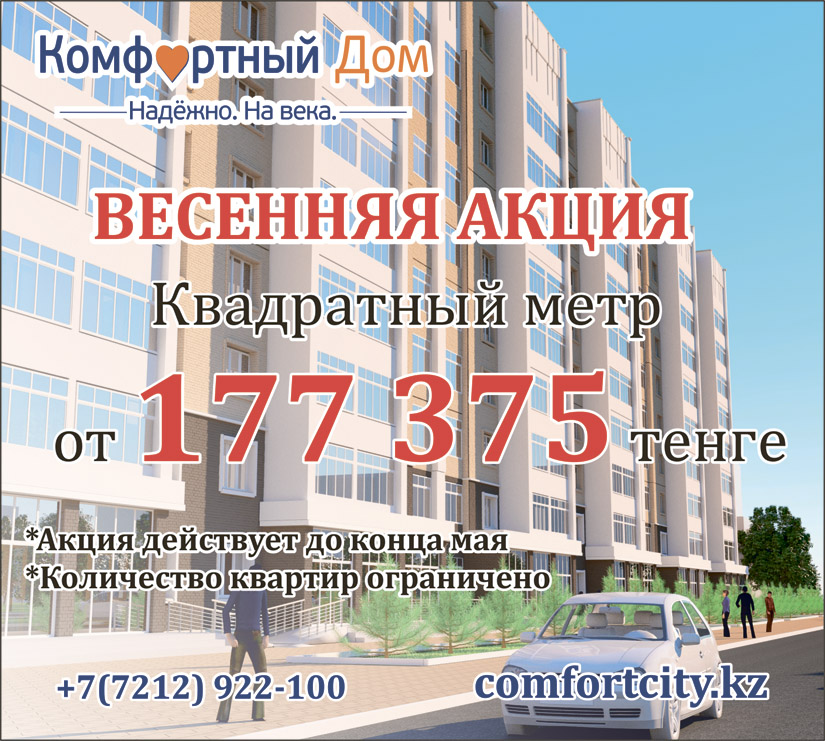 Комфортный Дом
Надёжно. На века.
ВЕСЕННЯЯ АКЦИЯ
Квадратный метр
от 177 375 тенге
*Акция действует до конца мая
*Количество квартир ограничено
+7(7212) 922-100 comfortcity.kz